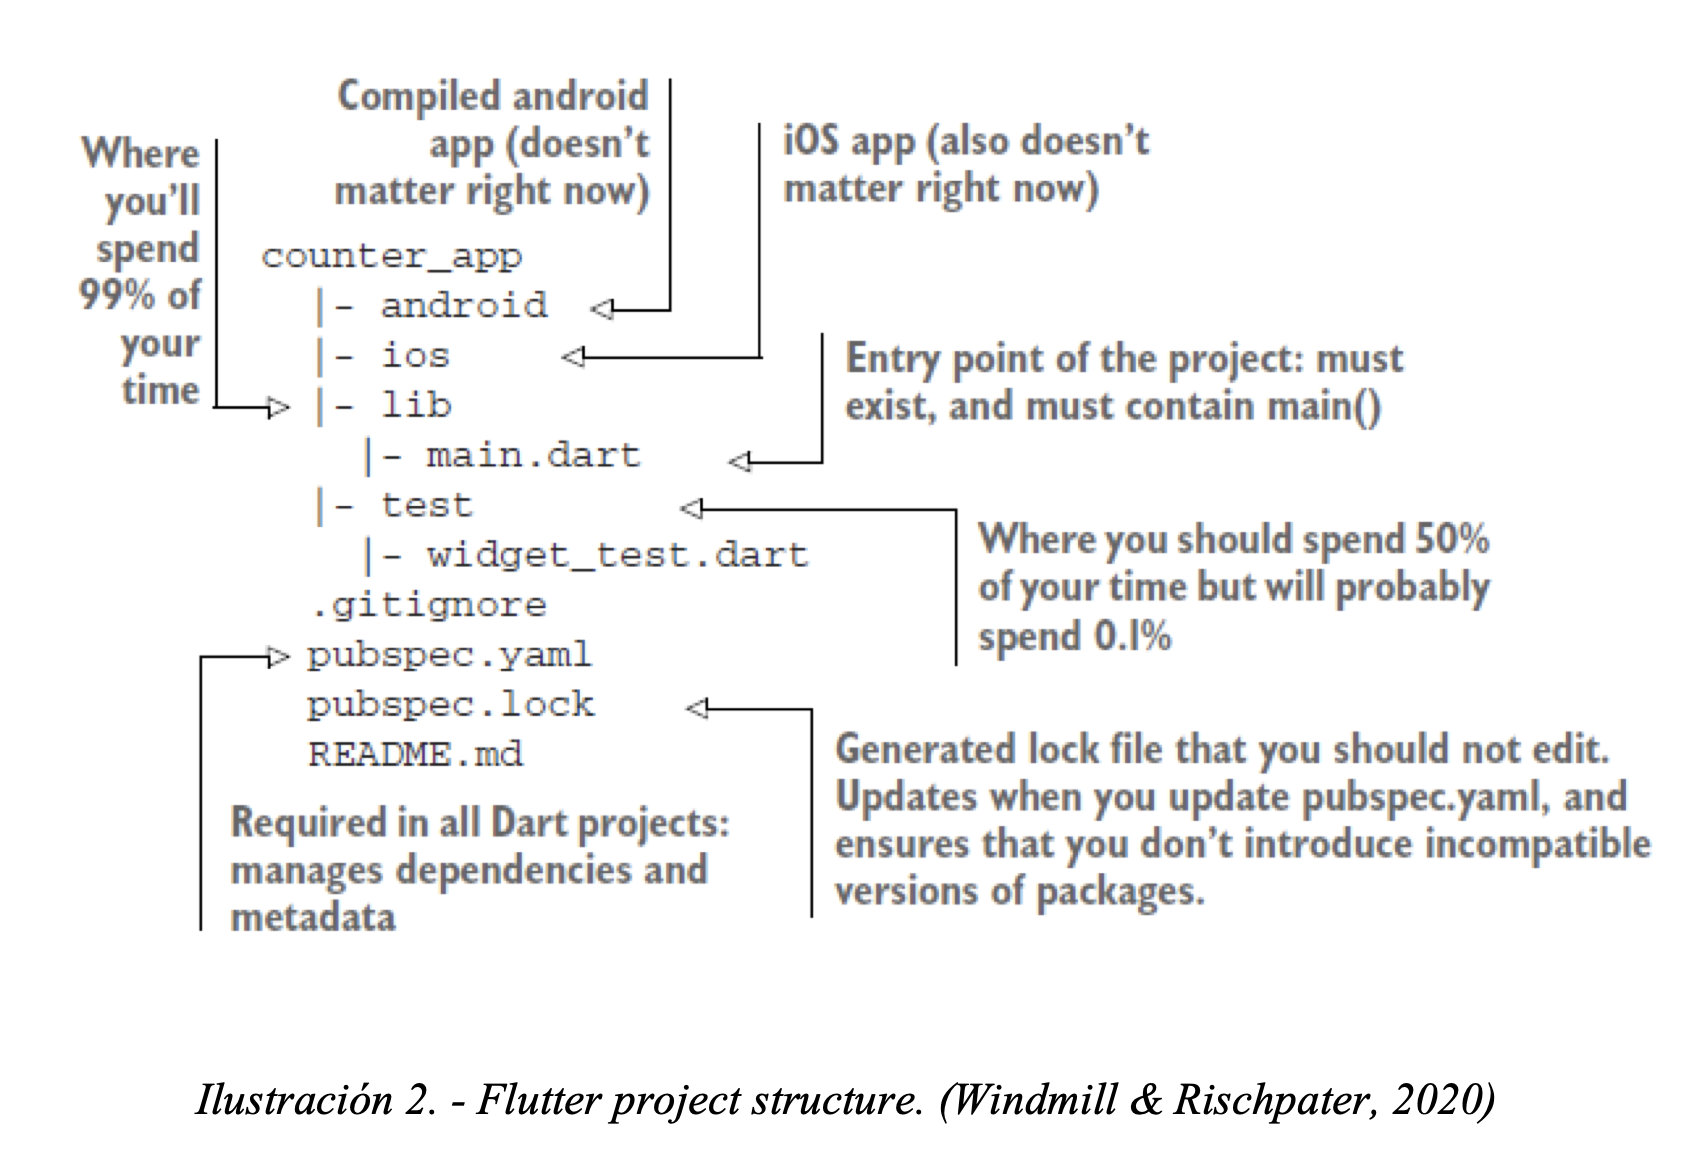 Compiled android
app (doesn't
matter right now)
iOS app (also doesn't
matter right now)
Where
you'll
spend
99% of
your
time
counter_app
|- android
|- ios
|- lib
|- main.dart
Entry point of the project: must
exist, and must contain main()
|- test
|- widget_test.dart
Where you should spend 50%
of your time but will probably
spend 0.1%
.gitignore
pubspec.yaml
pubspec.lock
README.md
Required in all Dart projects:
manages dependencies and
metadata
Generated lock file that you should not edit.
Updates when you update pubspec.yaml, and
ensures that you don't introduce incompatible
versions of packages.
Ilustración 2. - Flutter project structure. (Windmill & Rischpater, 2020)